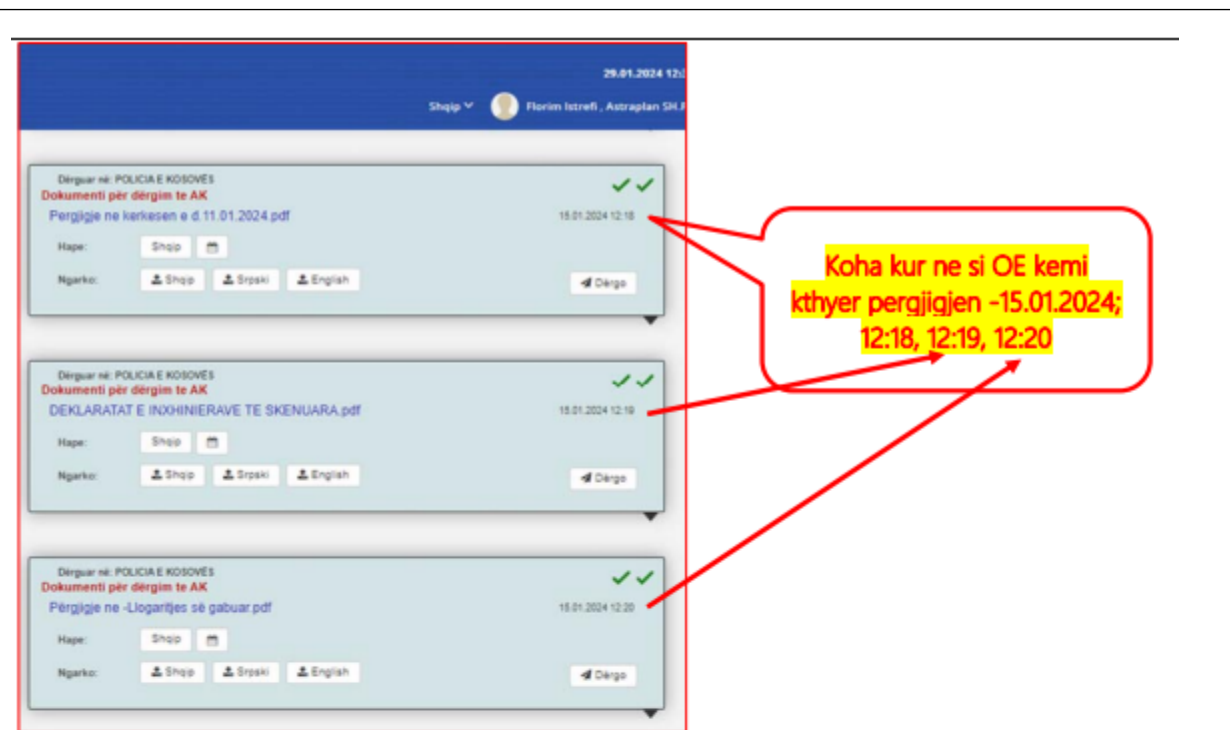 29.01.2024 12:
Shqip Florim Istrefi , Astraplan SH.
Dërguar në: POLICIA E KOSOVËS
Dokumenti për dërgim te AK
Pergjigje ne kerkesen e d.11.01.2024.pdf 15.01.2024 12:18
Hape: Shqip
Ngarko: Shqip Srpski English Dërgo
Koha kur ne si OE kemi
kthyer pergjigjen -15.01.2024;
12:18, 12:19, 12:20
Dërguar në: POLICIA E KOSOVËS
Dokumenti për dërgim te AK
DEKLARATAT E INXHINIERAVE TE SKENUARA.pdf 15.01.2024 12:19
Hape: Shqip
Ngarko: Shqip Srpski English Dërgo
Dërguar në: POLICIA E KOSOVËS
Dokumenti për dërgim te AK
Përgjigje ne -Llogaritjes së gabuar.pdf 15.01.2024 12:20
Hape: Shqip
Ngarko: Shqip Srpski English Dërgo